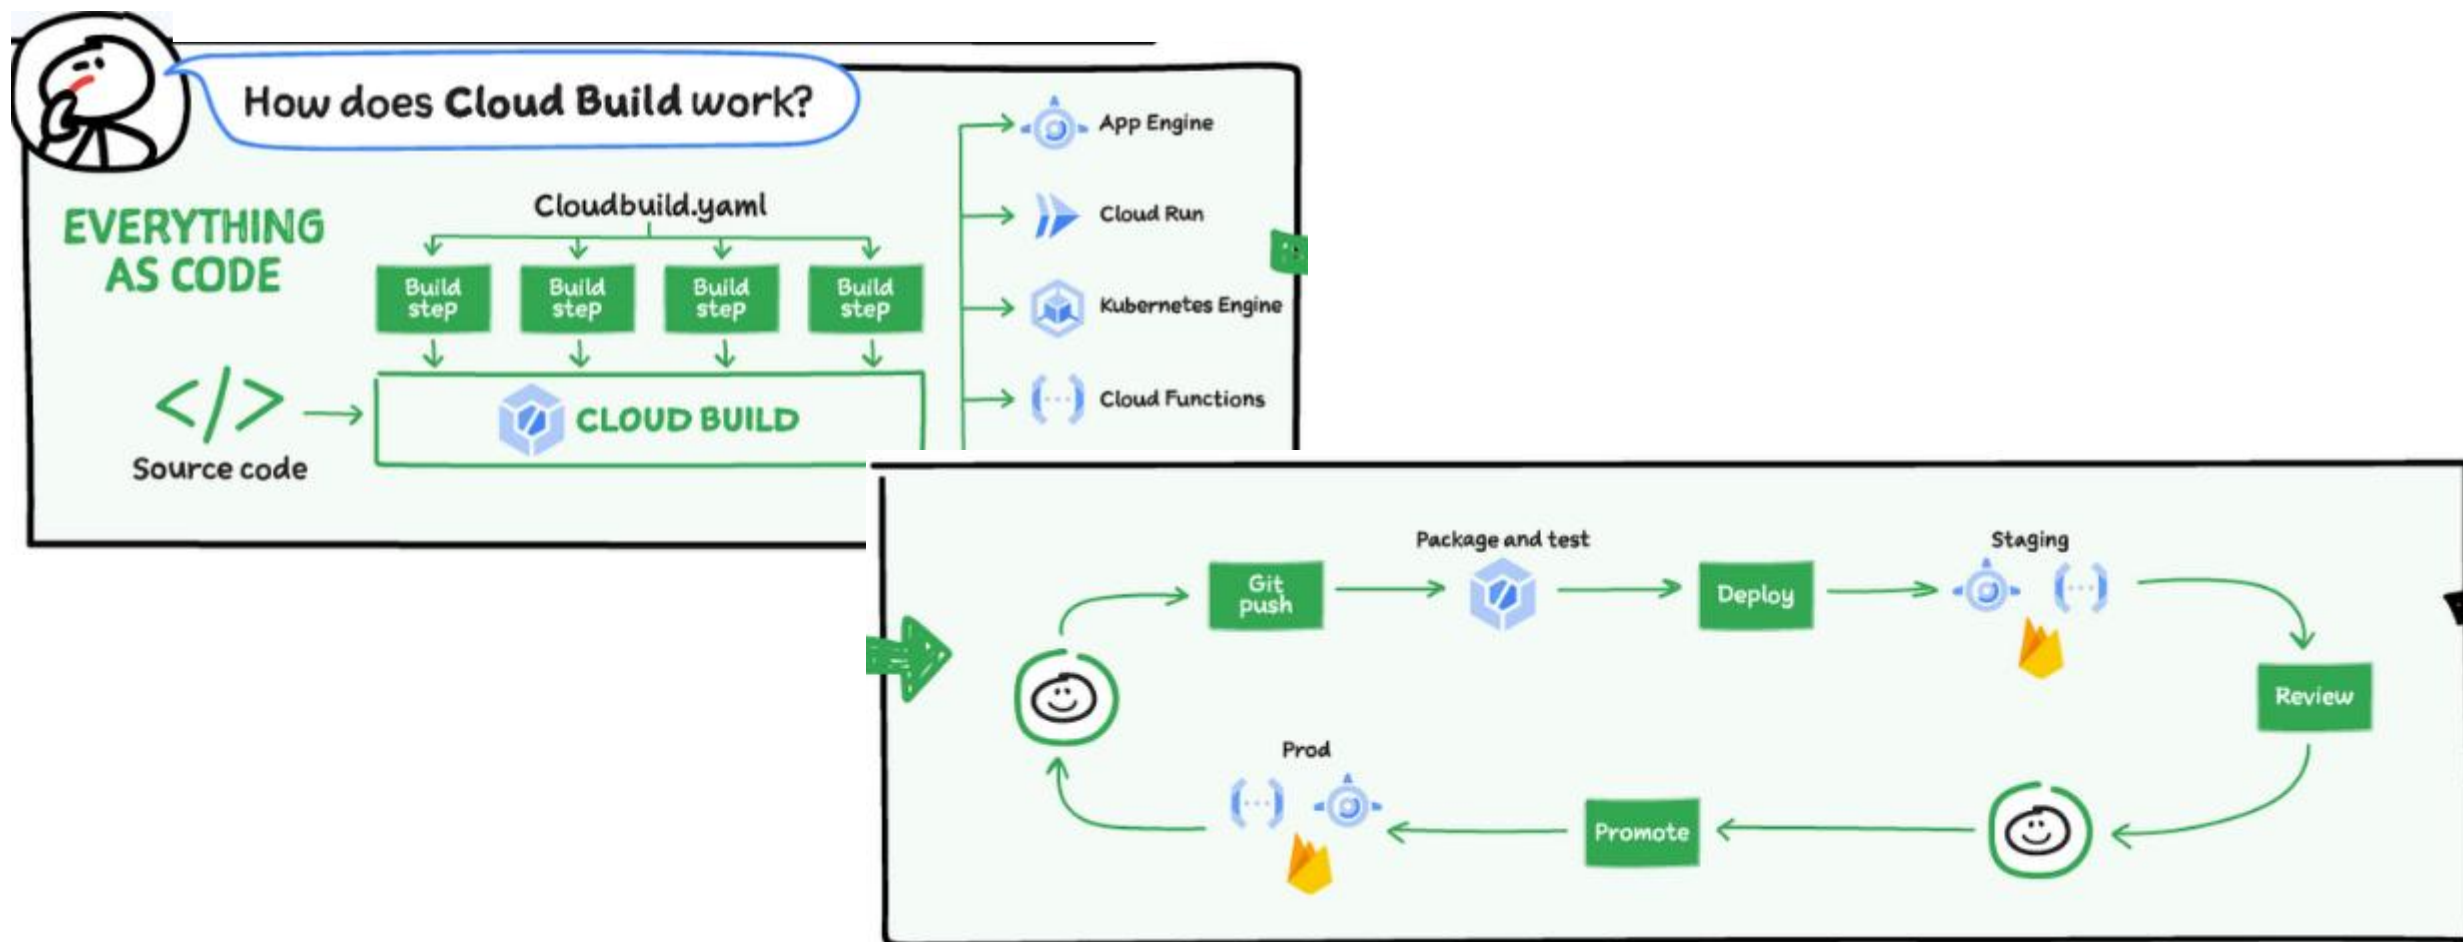 How does Cloud Build work?
EVERYTHING
AS CODE
Cloudbuild.yaml
Build
step
Build
step
Build
step
Build
step
</>
Source code
CLOUD BUILD
App Engine
Cloud Run
Kubernetes Engine
Cloud Functions
Git
push
Package and test
Deploy
Staging
Review
Promote
Prod